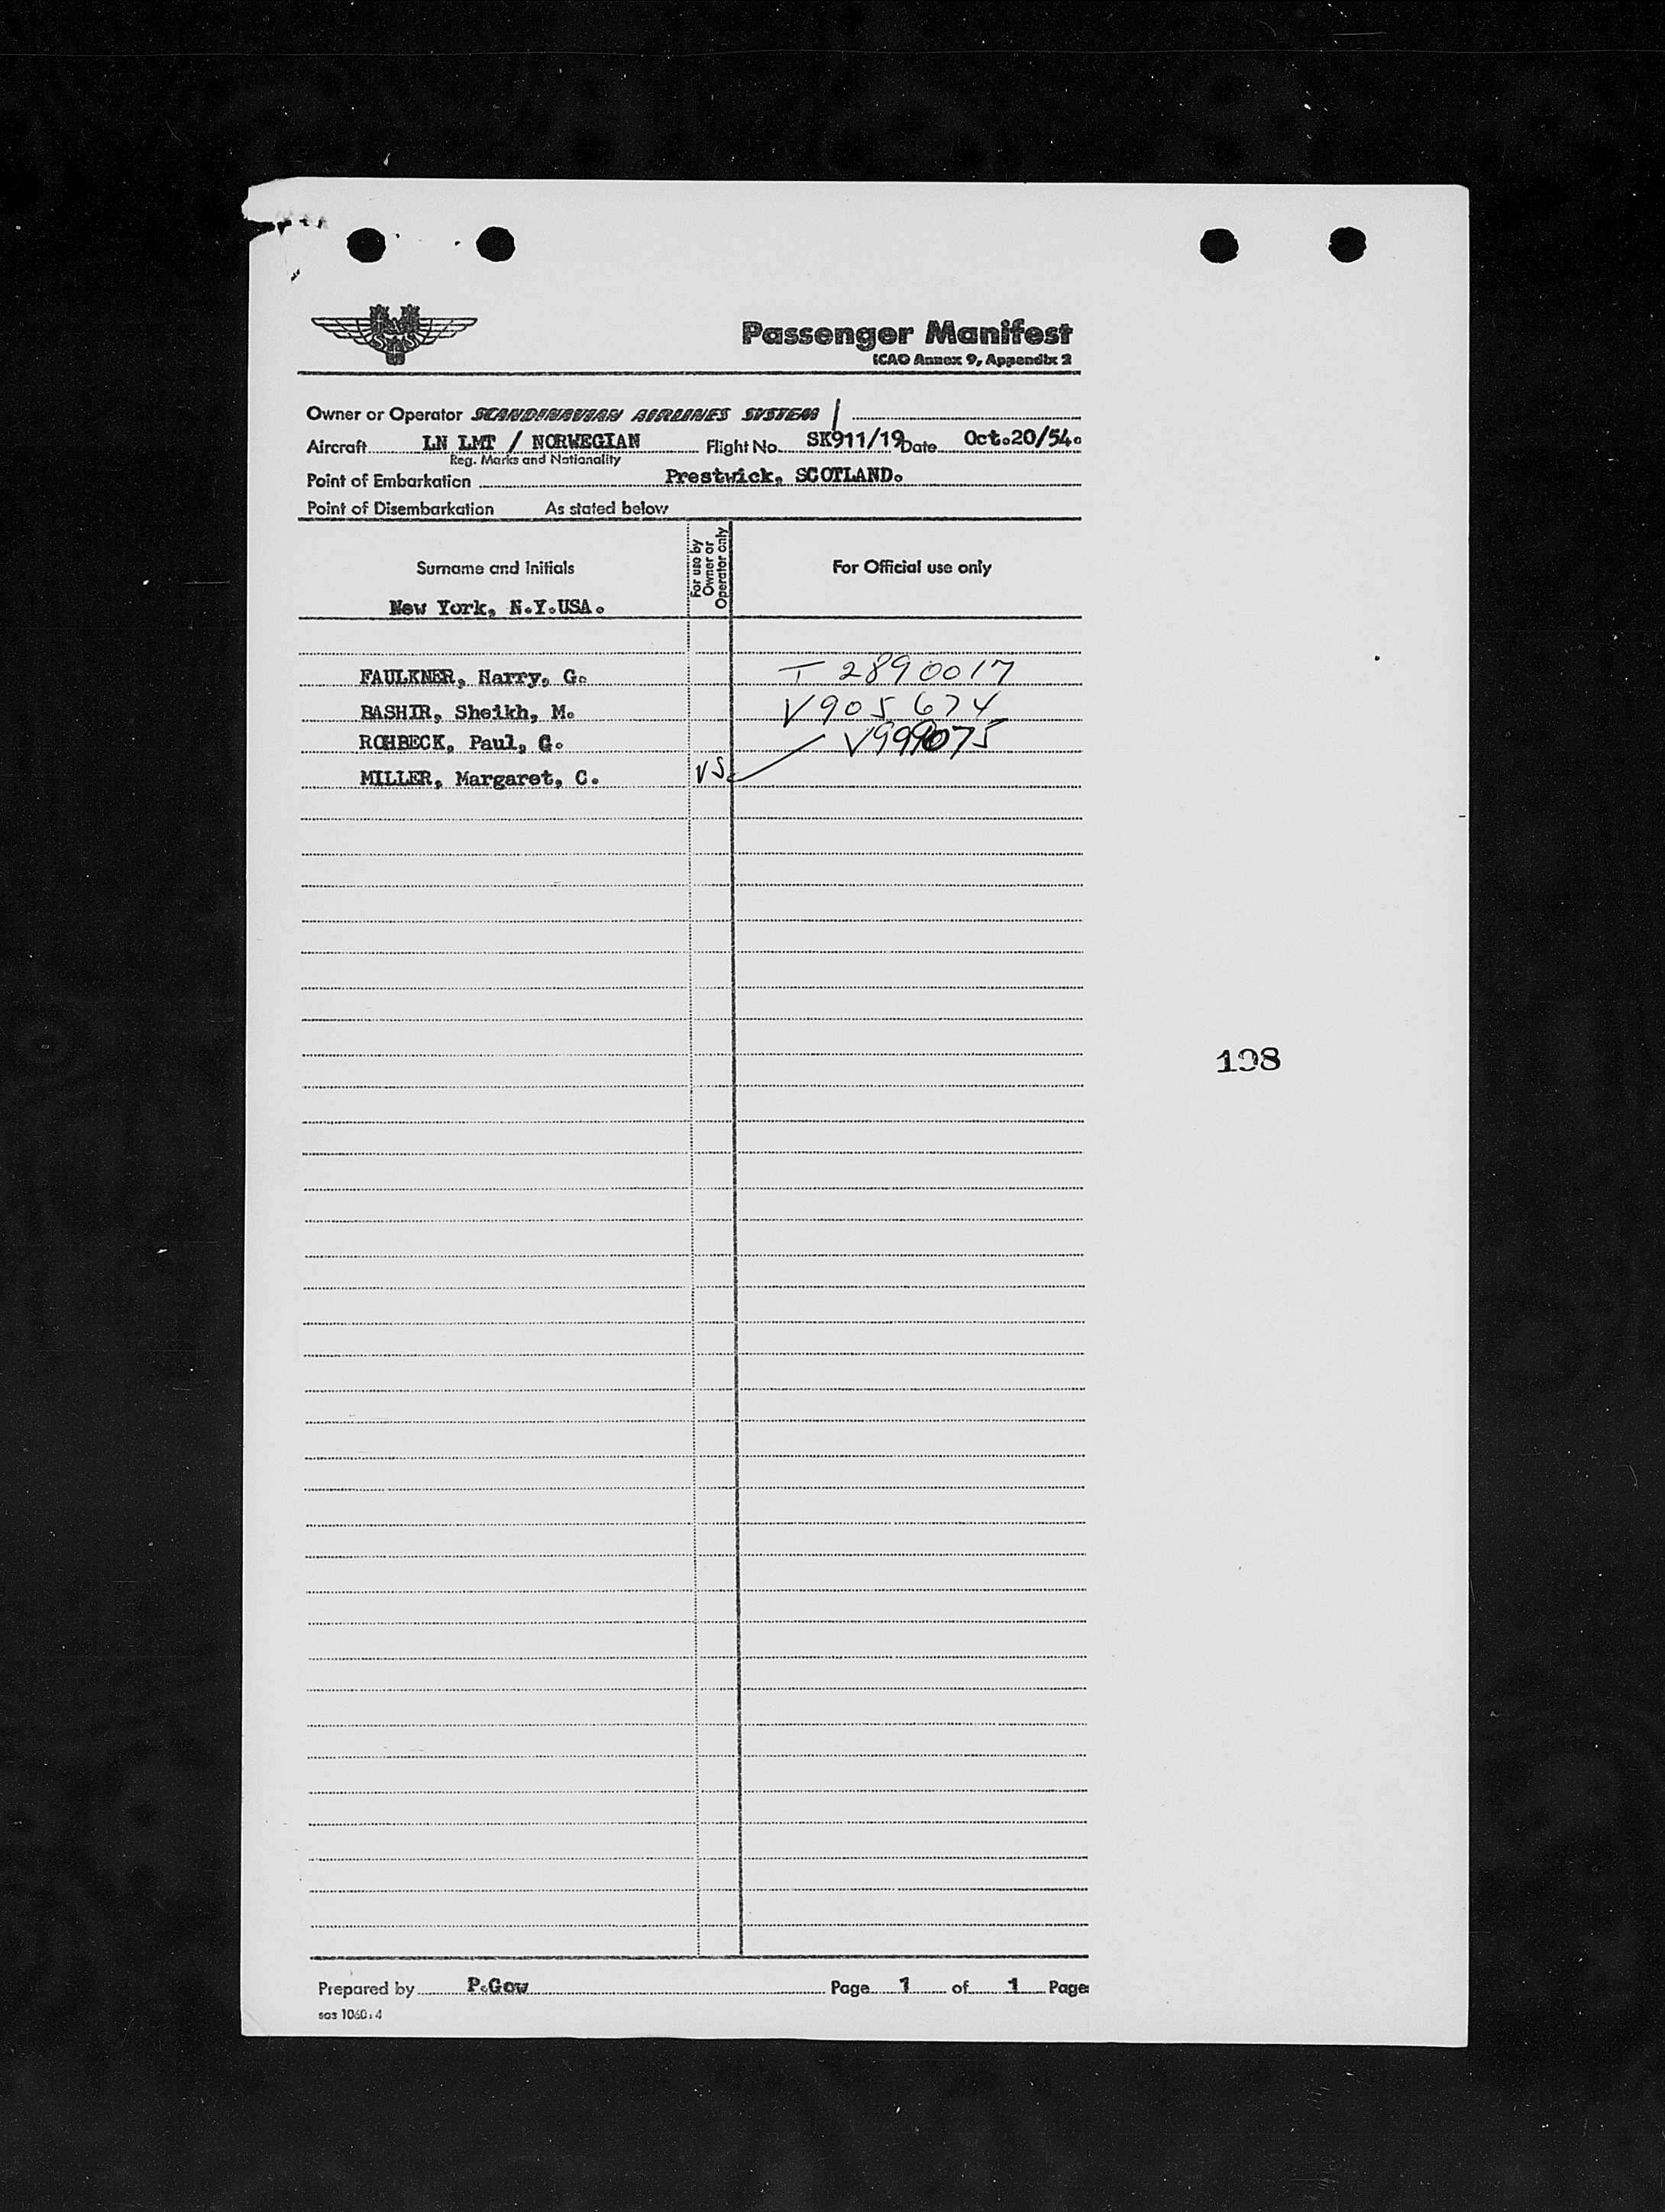 SAS
Passenger Manifest
ICAO Annex 9, Appendix 2
Owner or Operator SCANDINAVIAN AIRLINES SYSTEM /
Aircraft LN LMT / NORWEGIAN Flight No. SK911/19 Date Oct.20/54.
Reg. Marks and Nationality
Point of Embarkation Prestwick, SCOTLAND.
Point of Disembarkation As stated below
Surname and Initials
For use by
Owner or
Operator only
For Official use only
New York, N.Y.USA.
FAULKNER, Harry, G. T 2890017
BASHIR, Sheikh, M. V905674
ROHBECK, Paul, G. V999075
MILLER, Margaret, C. VS
198
Prepared by P.Gow Page 1 of 1 Pages
sas 1060:4